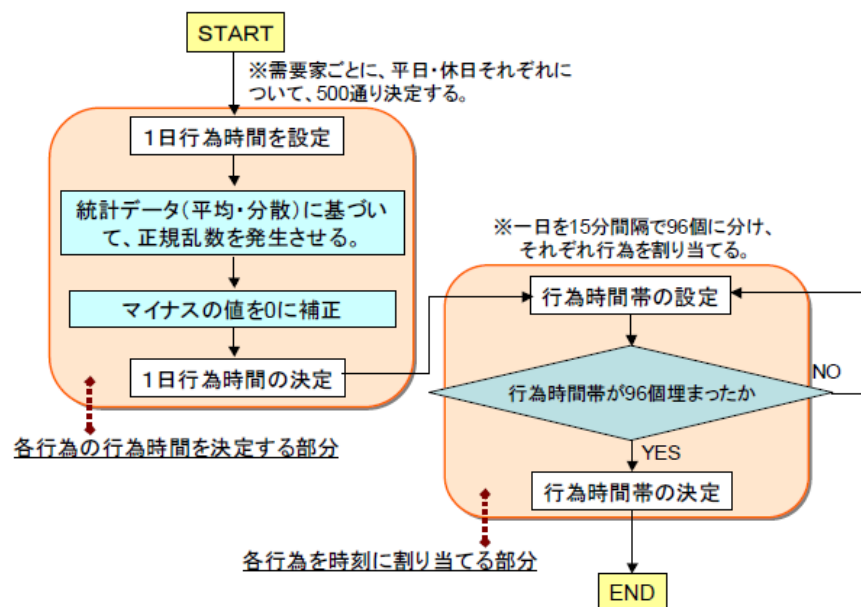 START
※需要家ごとに、平日・休日それぞれに
ついて、500通り決定する。
1日行為時間を設定
統計データ(平均・分散)に基づい
て、正規乱数を発生させる。
マイナスの値を0に補正
1日行為時間の決定
各行為の行為時間を決定する部分
※一日を15分間隔で96個に分け、
それぞれ行為を割り当てる。
行為時間帯の設定
行為時間帯が96個埋まったか
NO
YES
行為時間帯の決定
各行為を時刻に割り当てる部分
END